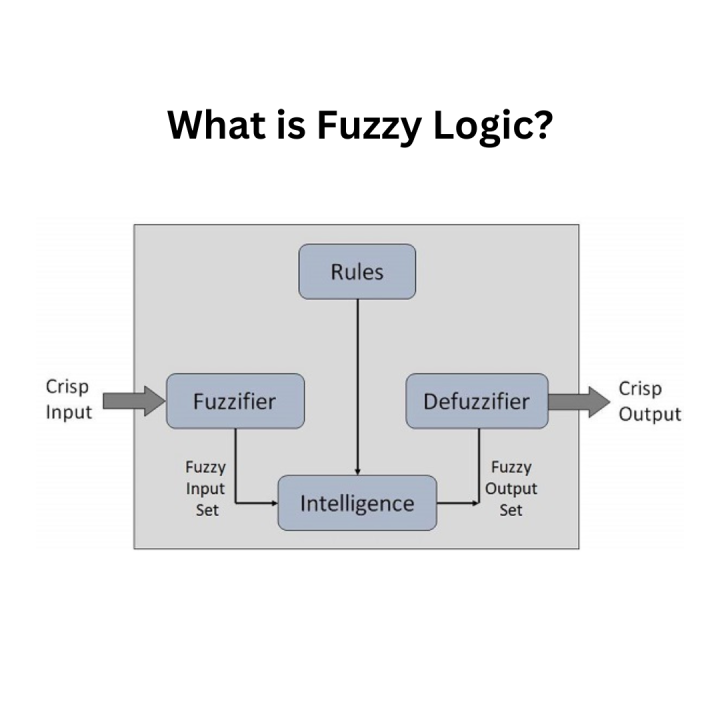 What is Fuzzy Logic?
Rules
Crisp
Input
Fuzzifier
Defuzzifier
Crisp
Output
Fuzzy
Input
Set
Intelligence
Fuzzy
Output
Set